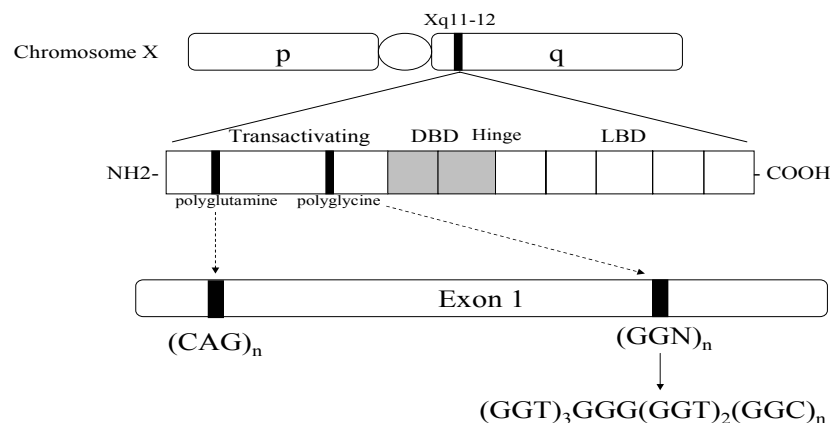 Xq11-12
Chromosome X p q
Transactivating DBD Hinge LBD
NH2- - COOH
polyglutamine polyglycine
Exon 1
(CAG)n (GGN)n
(GGT)3GGG(GGT)2(GGC)n